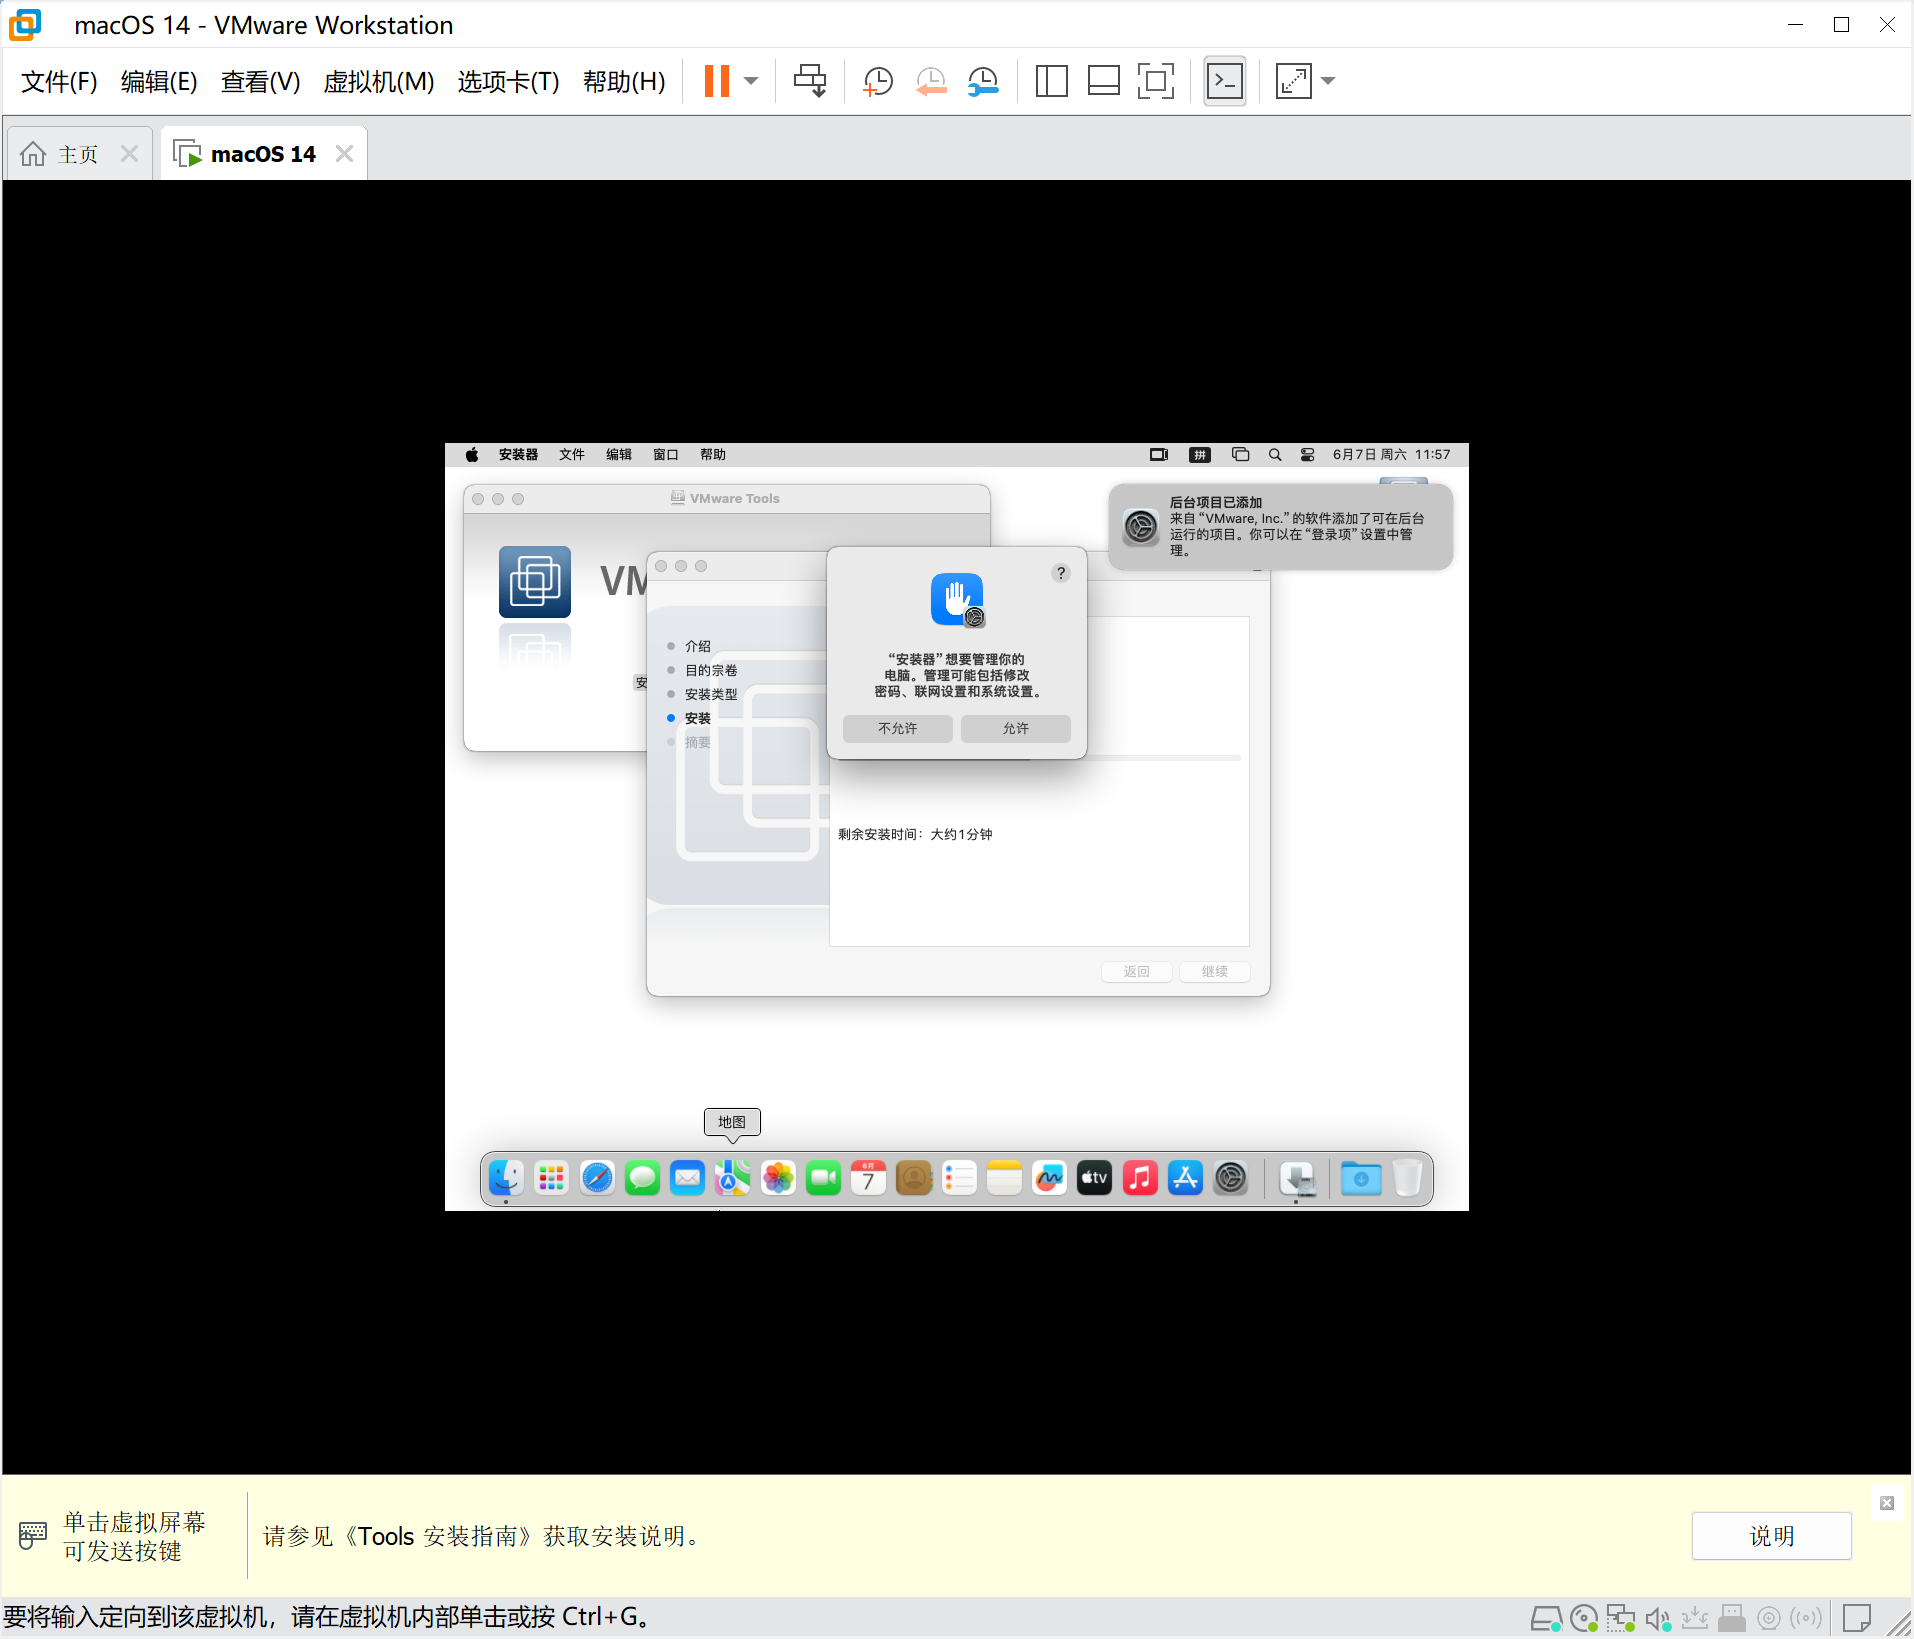 macOS 14 - VMware Workstation
文件(F) 编辑(E) 查看(V) 虚拟机(M) 选项卡(T) 帮助(H)
主页 macOS 14
安装器 文件 编辑 窗口 帮助 拼 6月7日 周六 11:57
VMware Tools
后台项目已添加
来自“VMware, Inc.”的软件添加了可在后台
运行的项目。你可以在“登录项”设置中管
理。
VM
安
介绍
目的宗卷
安装类型
安装
摘要
?
“安装器”想要管理你的
电脑。管理可能包括修改
密码、联网设置和系统设置。
不允许 允许
剩余安装时间：大约1分钟
返回 继续
地图
6月
7
tv
单击虚拟屏幕
可发送按键
请参见《Tools 安装指南》获取安装说明。
说明
要将输入定向到该虚拟机，请在虚拟机内部单击或按 Ctrl+G。